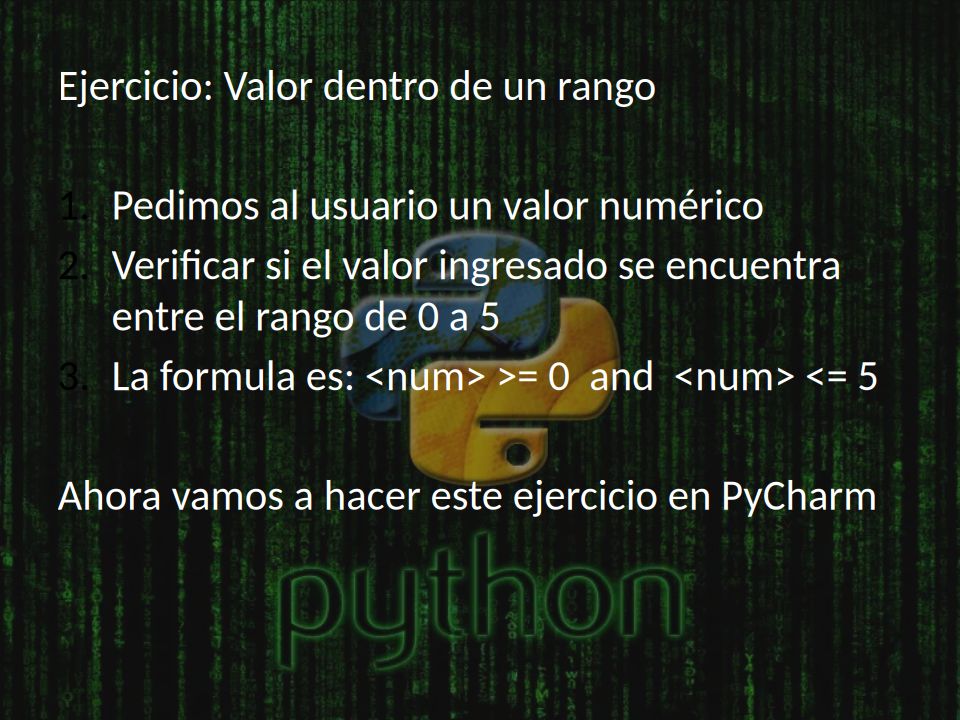 Ejercicio: Valor dentro de un rango
1. Pedimos al usuario un valor numérico
2. Verificar si el valor ingresado se encuentra
entre el rango de 0 a 5
3. La formula es: <num> >= 0 and <num> <= 5
Ahora vamos a hacer este ejercicio en PyCharm
python